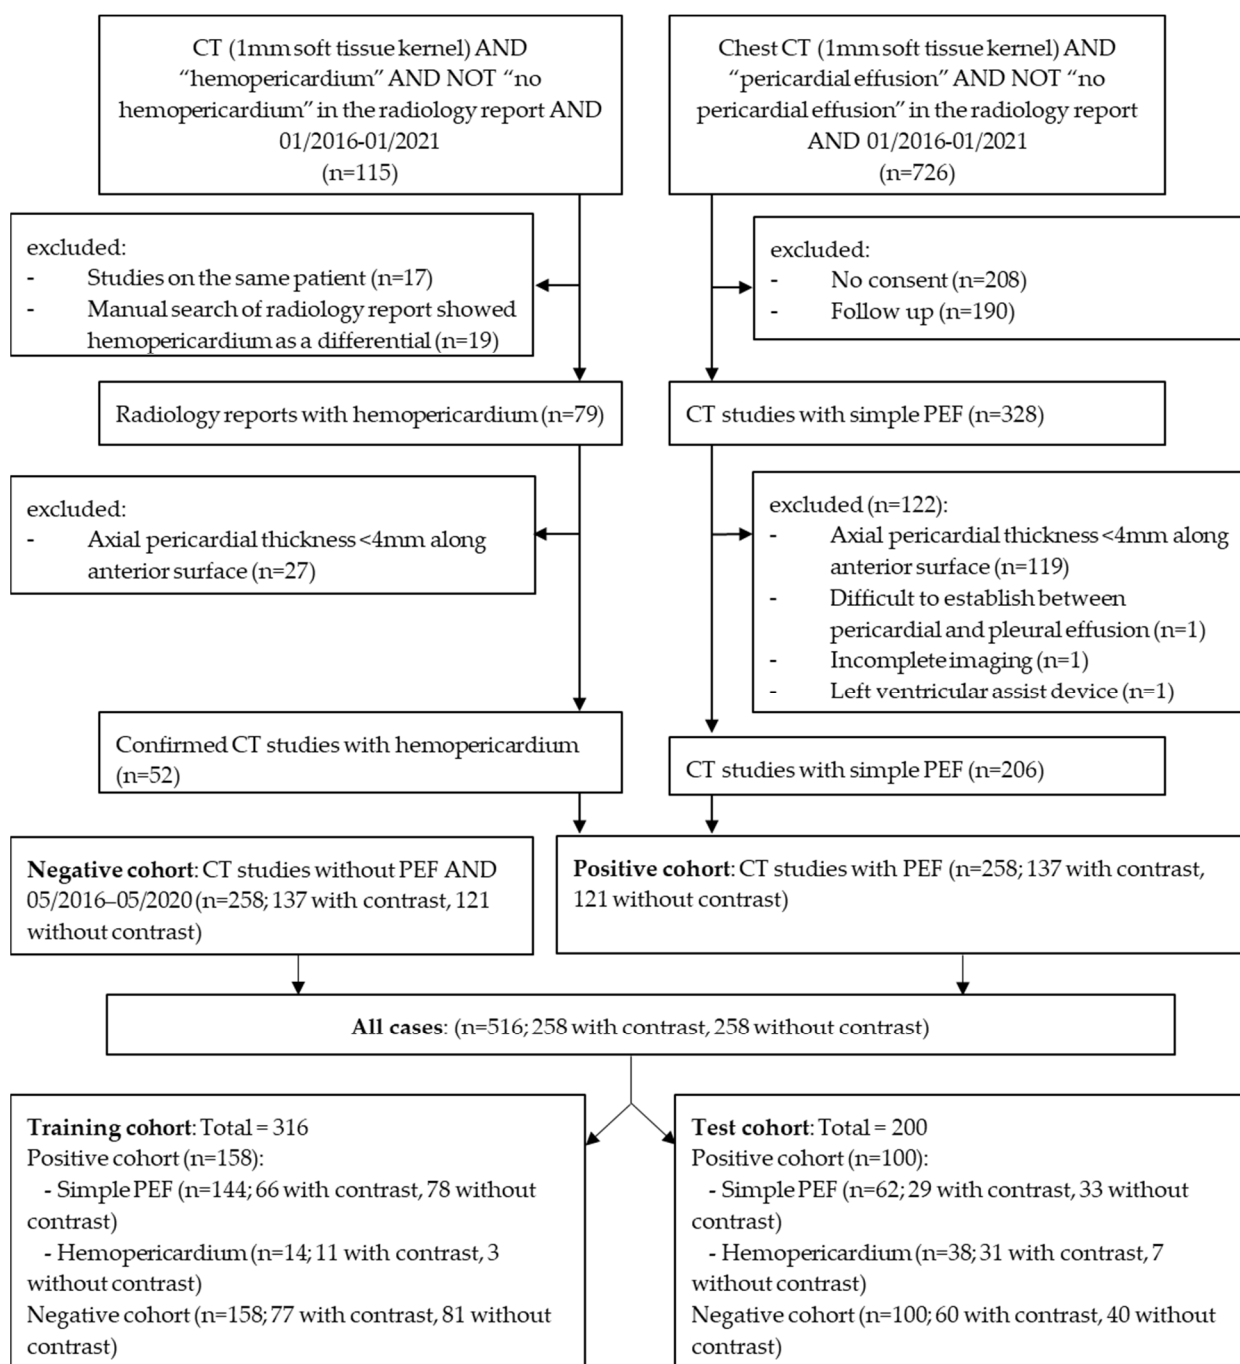 CT (1mm soft tissue kernel) AND
“hemopericardium” AND NOT “no
hemopericardium” in the radiology report AND
01/2016-01/2021
(n=115)
Chest CT (1mm soft tissue kernel) AND
“pericardial effusion” AND NOT “no
pericardial effusion” in the radiology report
AND 01/2016-01/2021
(n=726)
excluded:
- Studies on the same patient (n=17)
- Manual search of radiology report showed
hemopericardium as a differential (n=19)
excluded:
- No consent (n=208)
- Follow up (n=190)
Radiology reports with hemopericardium (n=79)
CT studies with simple PEF (n=328)
excluded:
- Axial pericardial thickness <4mm along
anterior surface (n=27)
excluded (n=122):
- Axial pericardial thickness <4mm along
anterior surface (n=119)
- Difficult to establish between
pericardial and pleural effusion (n=1)
- Incomplete imaging (n=1)
- Left ventricular assist device (n=1)
Confirmed CT studies with hemopericardium
(n=52)
CT studies with simple PEF (n=206)
Negative cohort: CT studies without PEF AND
05/2016–05/2020 (n=258; 137 with contrast, 121
without contrast)
Positive cohort: CT studies with PEF (n=258; 137 with contrast,
121 without contrast)
All cases: (n=516; 258 with contrast, 258 without contrast)
Training cohort: Total = 316
Positive cohort (n=158):
- Simple PEF (n=144; 66 with contrast, 78 without
contrast)
- Hemopericardium (n=14; 11 with contrast, 3
without contrast)
Negative cohort (n=158; 77 with contrast, 81 without
contrast)
Test cohort: Total = 200
Positive cohort (n=100):
- Simple PEF (n=62; 29 with contrast, 33 without
contrast)
- Hemopericardium (n=38; 31 with contrast, 7
without contrast)
Negative cohort (n=100; 60 with contrast, 40 without
contrast)